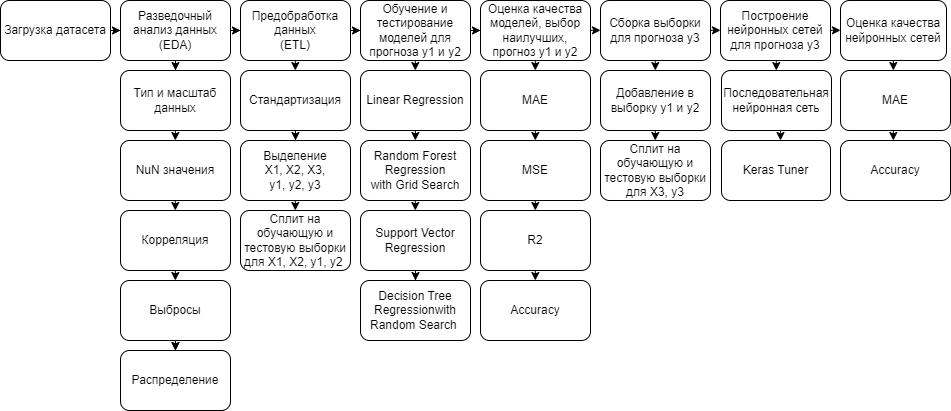 Загрузка датасета
Разведочный
анализ данных
(EDA)
Предобработка
данных
(ETL)
Обучение и
тестирование
моделей для
прогноза y1 и y2
Оценка качества
моделей, выбор
наилучших,
прогноз y1 и y2
Сборка выборки
для прогноза y3
Построение
нейронных сетей
для прогноза y3
Оценка качества
нейронных сетей
Тип и масштаб
данных
Стандартизация
Linear Regression
MAE
Добавление в
выборку y1 и y2
Последовательная
нейронная сеть
MAE
NuN значения
Выделение
X1, X2, X3,
y1, y2, y3
Random Forest
Regression
with Grid Search
MSE
Сплит на
обучающую и
тестовую выборки
для X3, y3
Keras Tuner
Accuracy
Корреляция
Сплит на
обучающую и
тестовую выборки
для X1, X2, y1, y2
Support Vector
Regression
R2
Выбросы
Decision Tree
Regressionwith
Random Search
Accuracy
Распределение